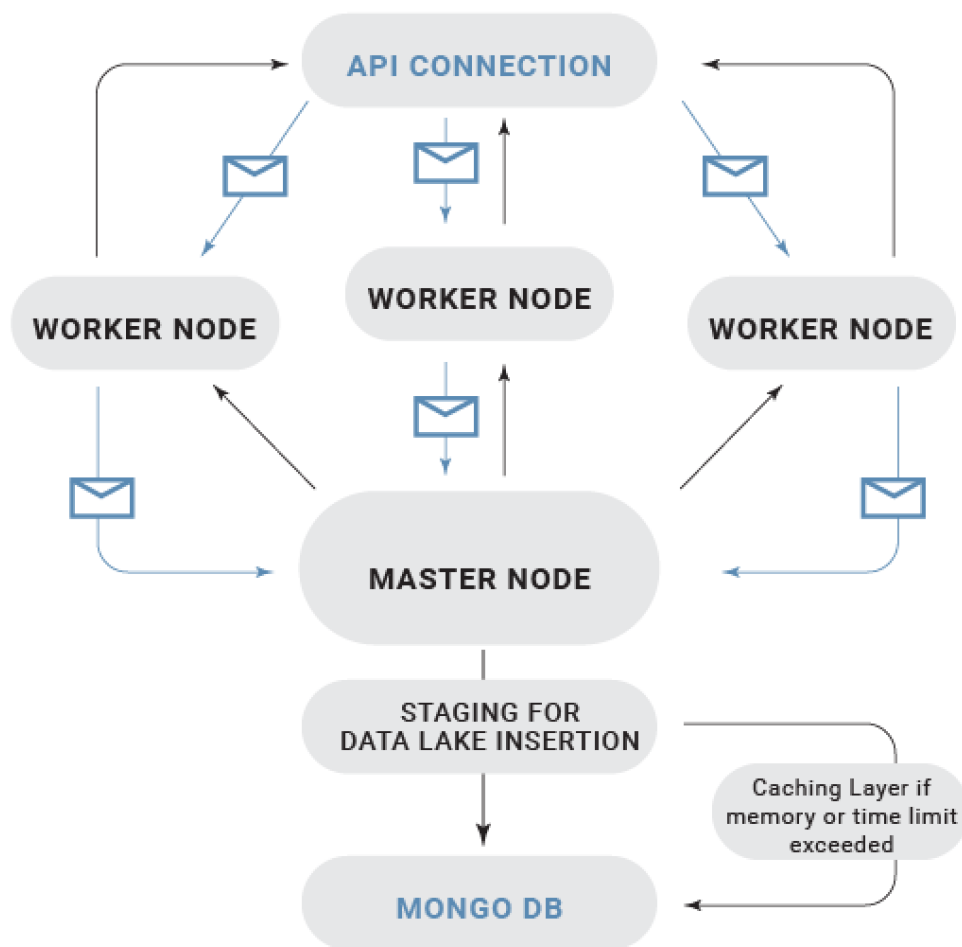 API CONNECTION
WORKER NODE
WORKER NODE
WORKER NODE
MASTER NODE
STAGING FOR
DATA LAKE INSERTION
Caching Layer if
memory or time limit
exceeded
MONGO DB